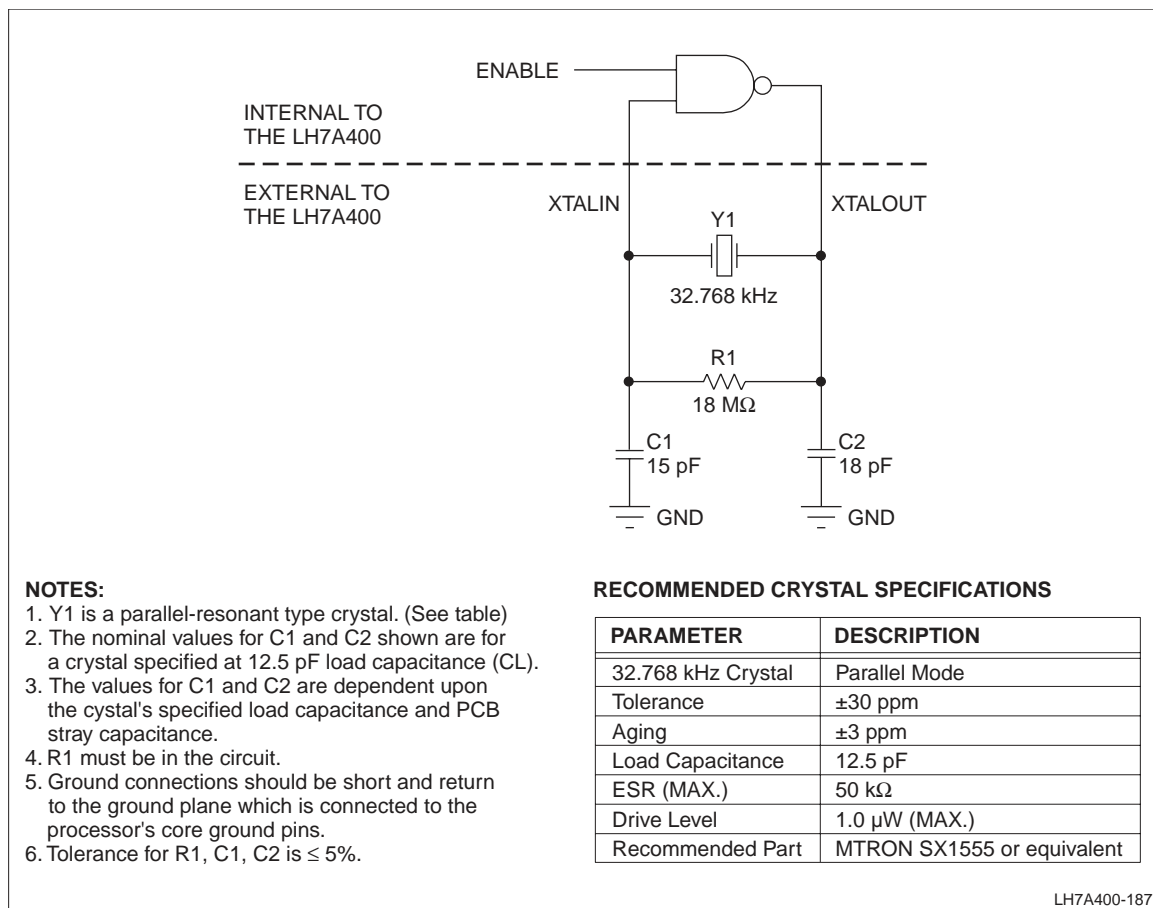 ENABLE
INTERNAL TO
THE LH7A400
EXTERNAL TO
THE LH7A400
XTALIN
XTALOUT
Y1
32.768 kHz
R1
18 MΩ
C1
15 pF
C2
18 pF
GND
GND
NOTES:
1. Y1 is a parallel-resonant type crystal. (See table)
2. The nominal values for C1 and C2 shown are for
a crystal specified at 12.5 pF load capacitance (CL).
3. The values for C1 and C2 are dependent upon
the cystal's specified load capacitance and PCB
stray capacitance.
4. R1 must be in the circuit.
5. Ground connections should be short and return
to the ground plane which is connected to the
processor's core ground pins.
6. Tolerance for R1, C1, C2 is ≤ 5%.
RECOMMENDED CRYSTAL SPECIFICATIONS
PARAMETER DESCRIPTION
32.768 kHz Crystal Parallel Mode
Tolerance ±30 ppm
Aging ±3 ppm
Load Capacitance 12.5 pF
ESR (MAX.) 50 kΩ
Drive Level 1.0 µW (MAX.)
Recommended Part MTRON SX1555 or equivalent
LH7A400-187